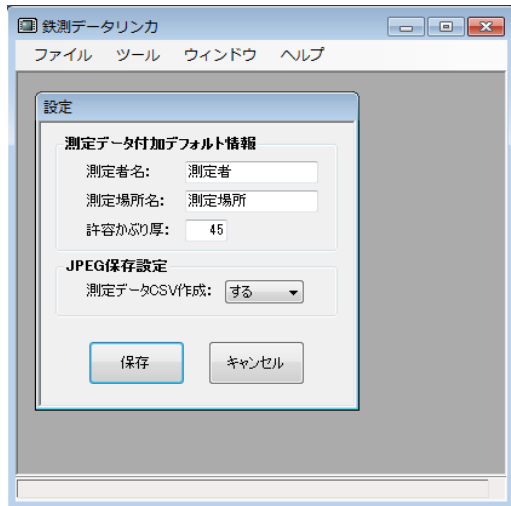 鉄測データリンカ
ファイル ツール ウィンドウ ヘルプ
設定
測定データ付加デフォルト情報
測定者名: 測定者
測定場所名: 測定場所
許容かぶり厚: 45
JPEG保存設定
測定データCSV作成: する
保存 キャンセル